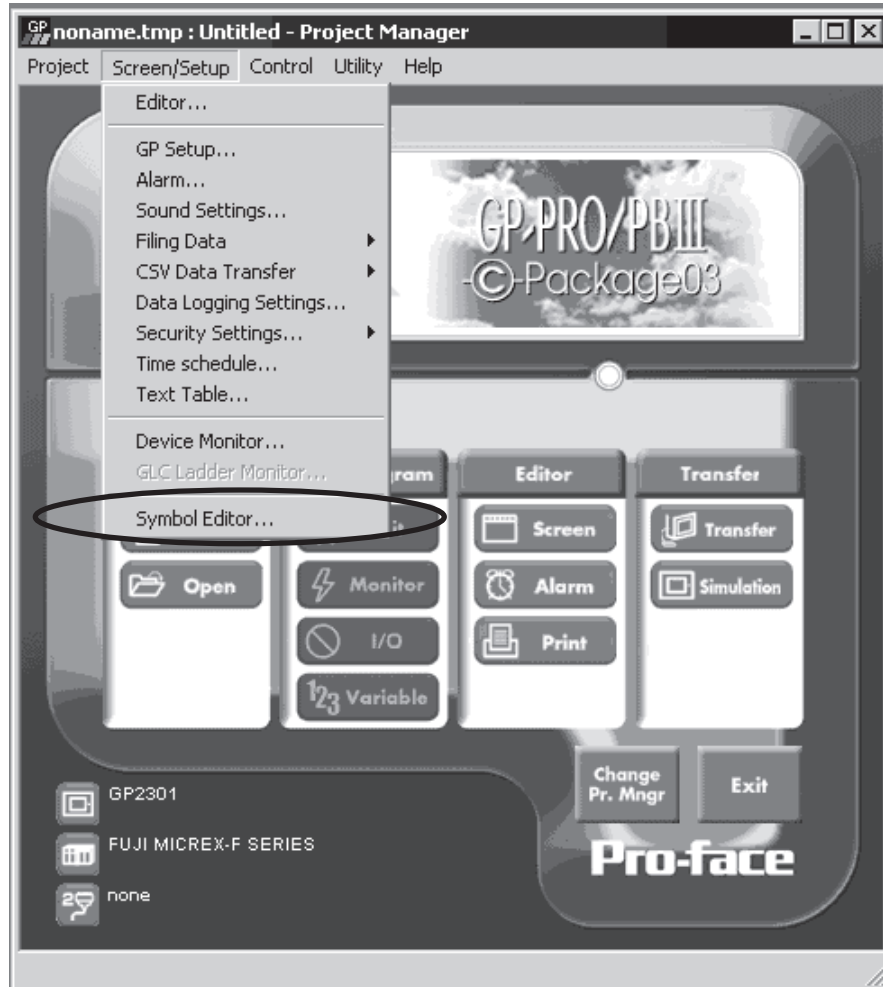 GP noname.tmp : Untitled - Project Manager
Project Screen/Setup Control Utility Help
Editor...
GP Setup...
Alarm...
Sound Settings...
Filing Data
CSV Data Transfer
Data Logging Settings...
Security Settings...
Time schedule...
Text Table...
Device Monitor...
GLC Ladder Monitor...
Symbol Editor...
GP-PRO/PBIII
-©-Package03
Open
Monitor
I/O
123 Variable
Editor
Screen
Alarm
Print
Transfer
Transfer
Simulation
Change
Pr. Mngr
Exit
GP2301
FUJI MICREX-F SERIES
2 none
Pro-face